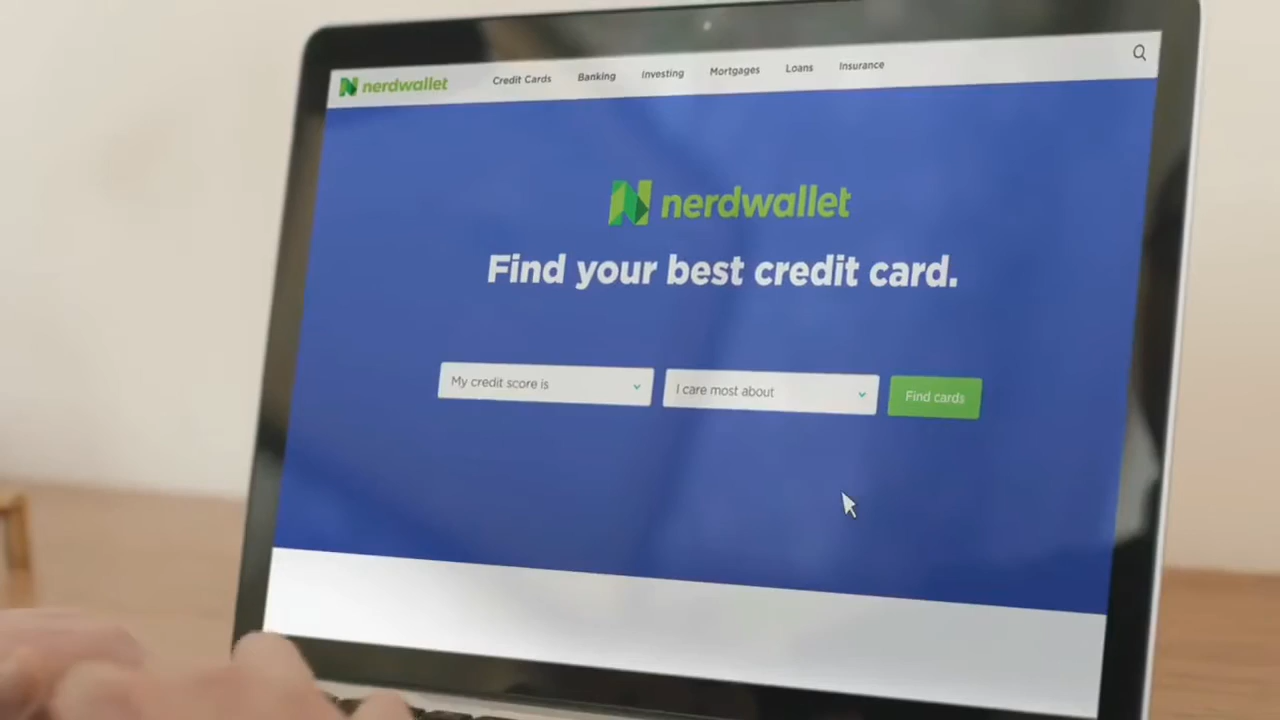 nerdwallet
Credit Cards Banking Investing Mortgages Loans Insurance
nerdwallet
Find your best credit card.
My credit score is
I care most about
Find cards